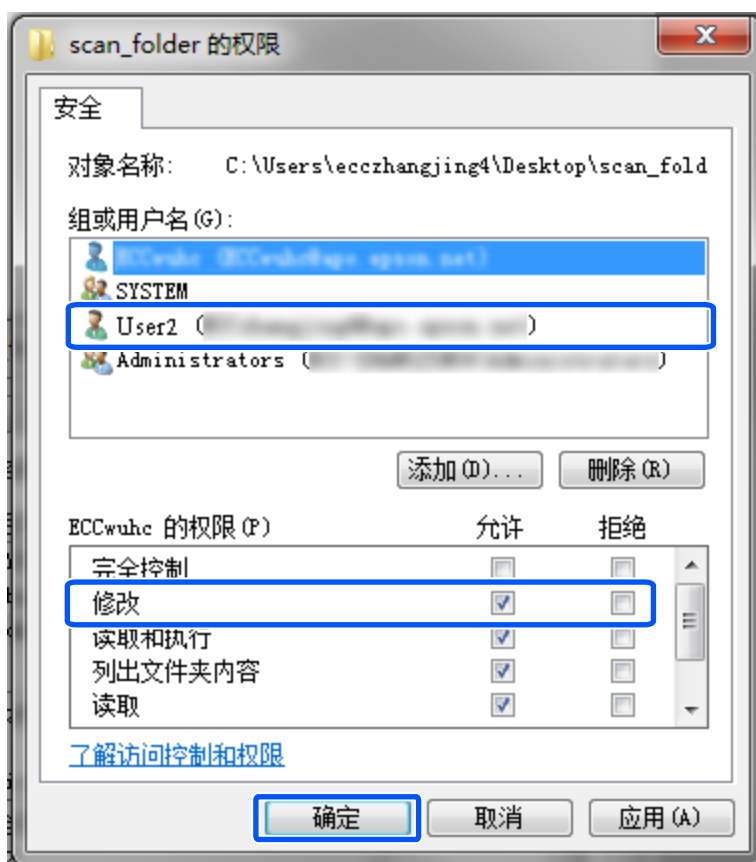 scan_folder 的权限
安全
对象名称: C:\Users\ecczhangjing4\Desktop\scan_fold
组或用户名(G):
SYSTEM
User2 ( )
Administrators ( )
添加(D)... 删除(R)
ECCwuhc 的权限(P) 允许 拒绝
完全控制
修改
读取和执行
列出文件夹内容
读取
了解访问控制和权限
确定 取消 应用(A)